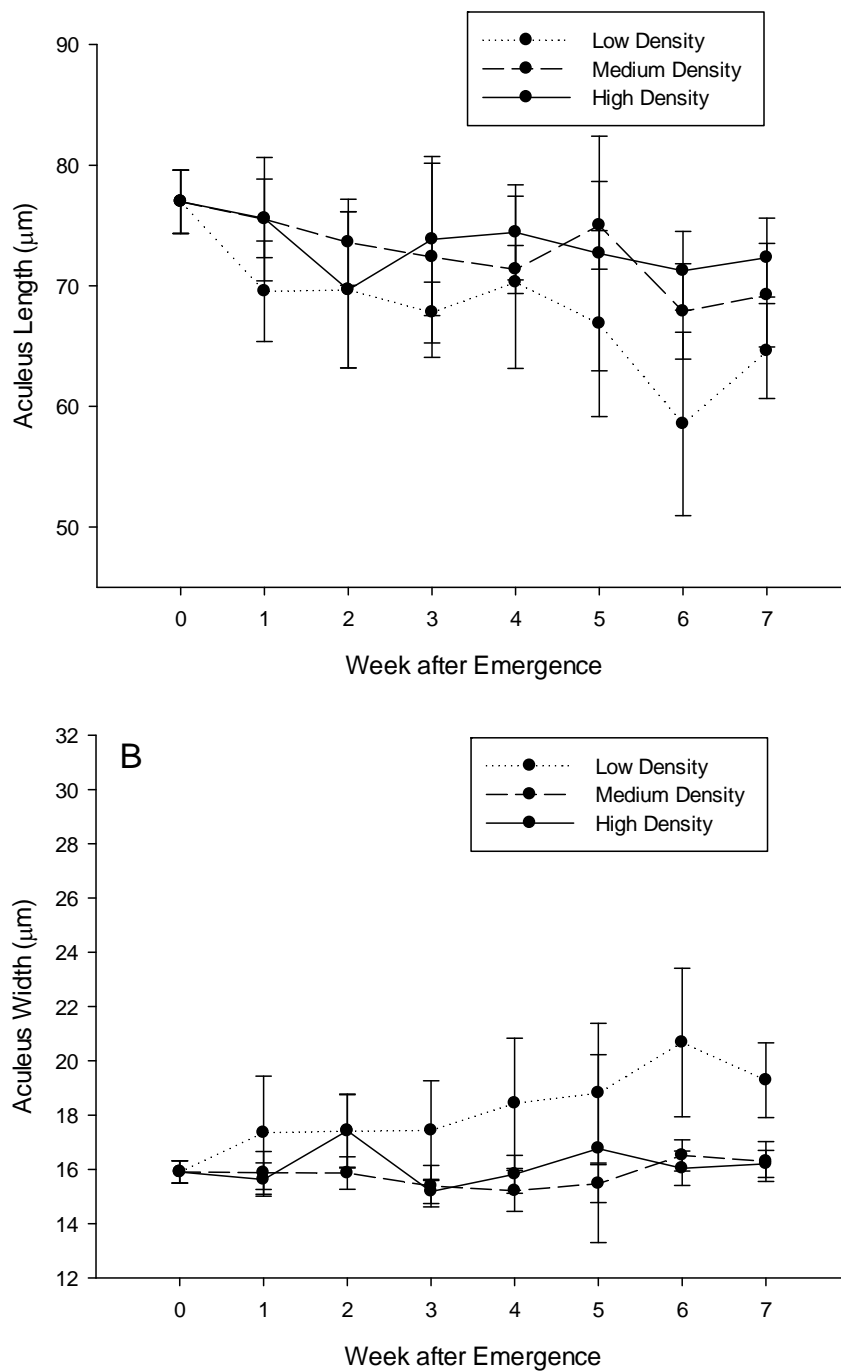 Low Density
Medium Density
High Density
90
80
70
60
50
Aculeus Length (μm)
0 1 2 3 4 5 6 7
Week after Emergence
B
Low Density
Medium Density
High Density
32
30
28
26
24
22
20
18
16
14
12
Aculeus Width (μm)
0 1 2 3 4 5 6 7
Week after Emergence